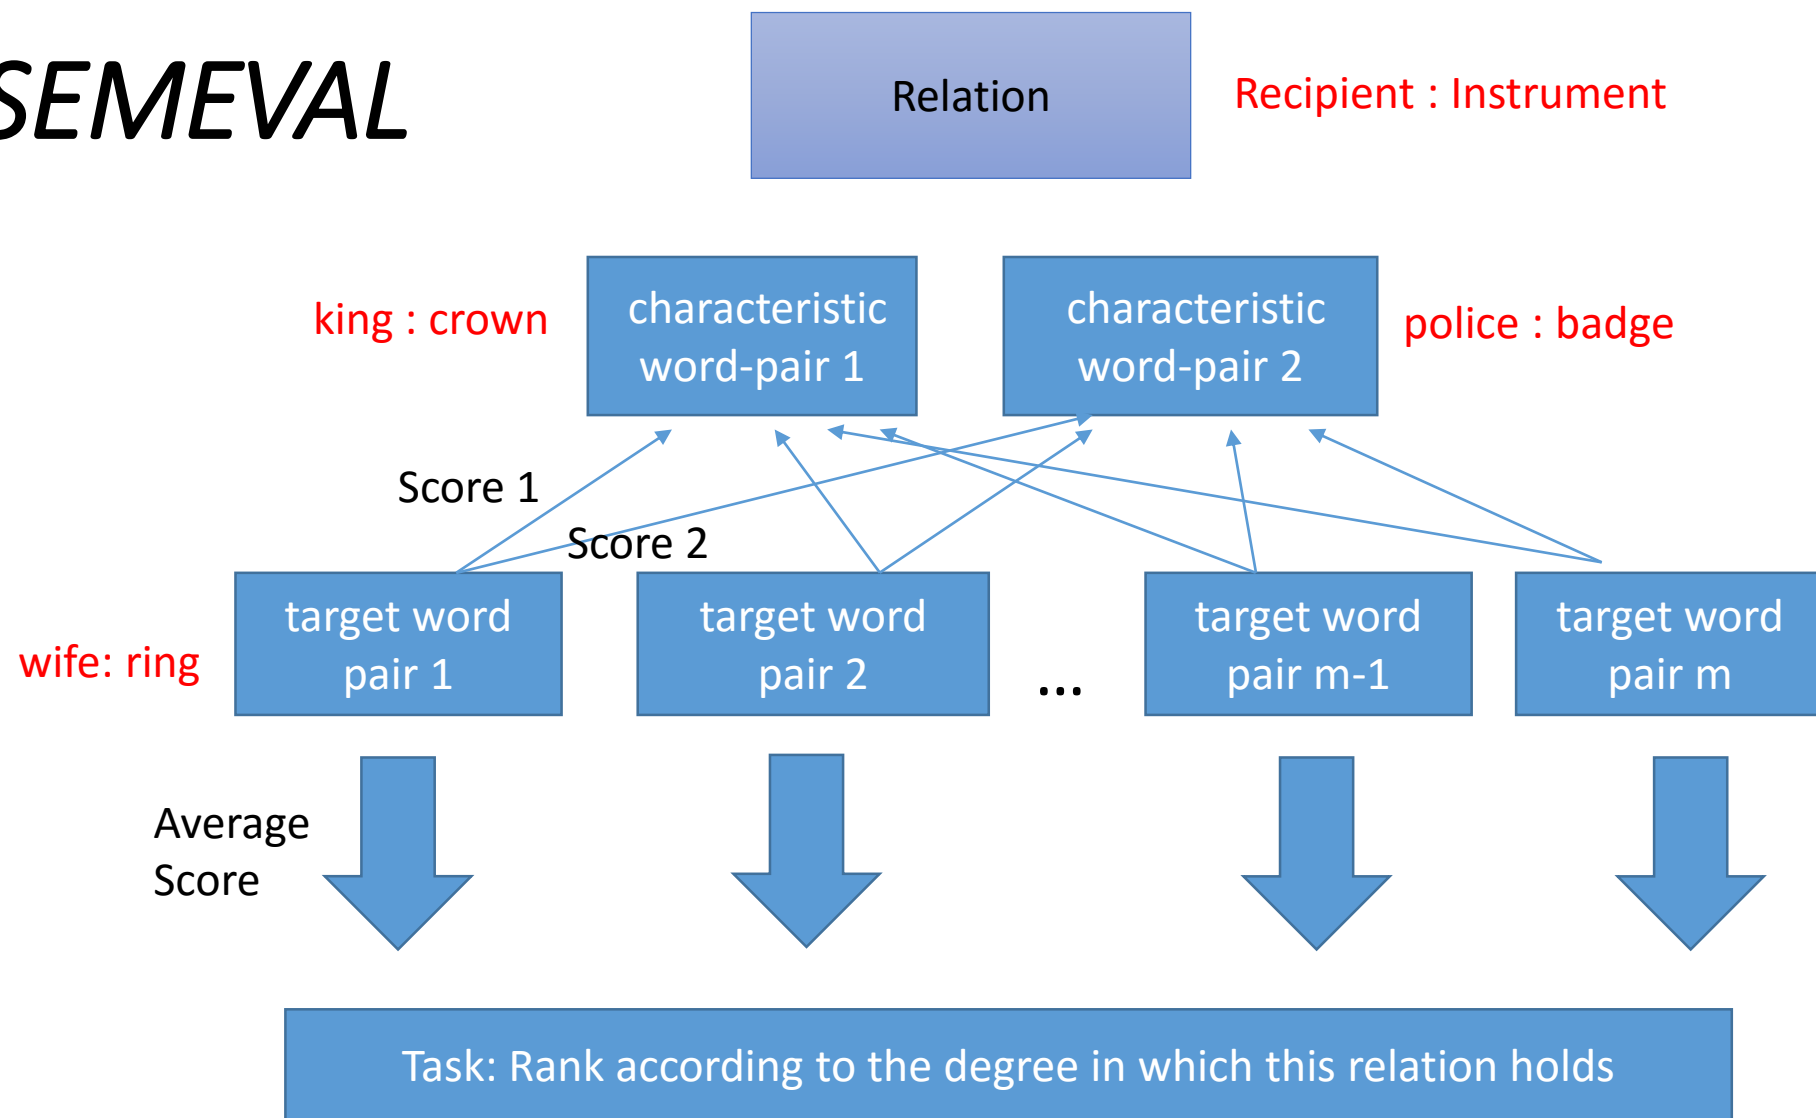 SEMEVAL
Relation
Recipient : Instrument
king : crown
characteristic
word-pair 1
characteristic
word-pair 2
police : badge
Score 1
Score 2
wife: ring
target word
pair 1
target word
pair 2
...
target word
pair m-1
target word
pair m
Average
Score
Task: Rank according to the degree in which this relation holds